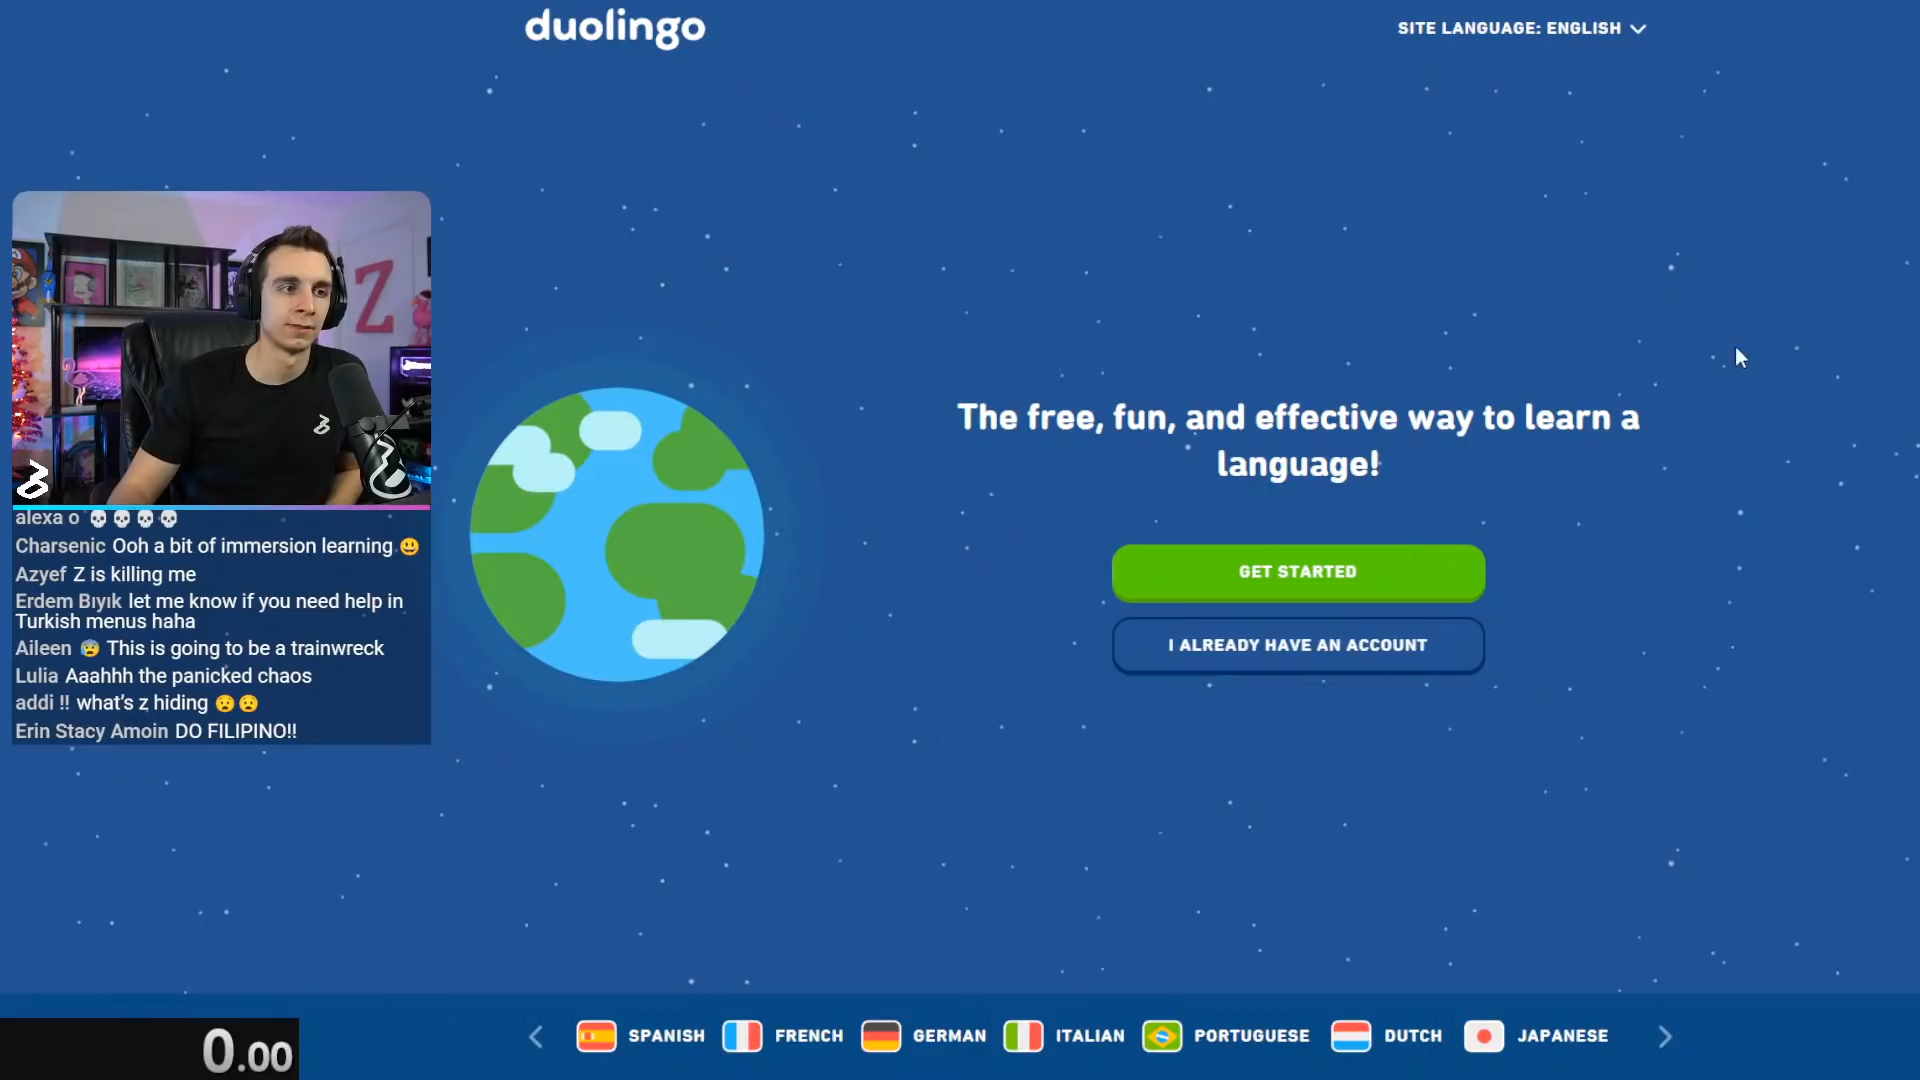 duolingo
SITE LANGUAGE: ENGLISH
Z
alexa o 💀💀💀💀
Charsenic Ooh a bit of immersion learning 😃
Azyef Z is killing me
Erdem Bıyık let me know if you need help in
Turkish menus haha
Aileen 😰 This is going to be a trainwreck
Lulia Aaahhh the panicked chaos
addi !! what's z hiding 😧😧
Erin Stacy Amoin DO FILIPINO!!
The free, fun, and effective way to learn a
language!
GET STARTED
I ALREADY HAVE AN ACCOUNT
0.00
SPANISH FRENCH GERMAN ITALIAN PORTUGUESE DUTCH JAPANESE